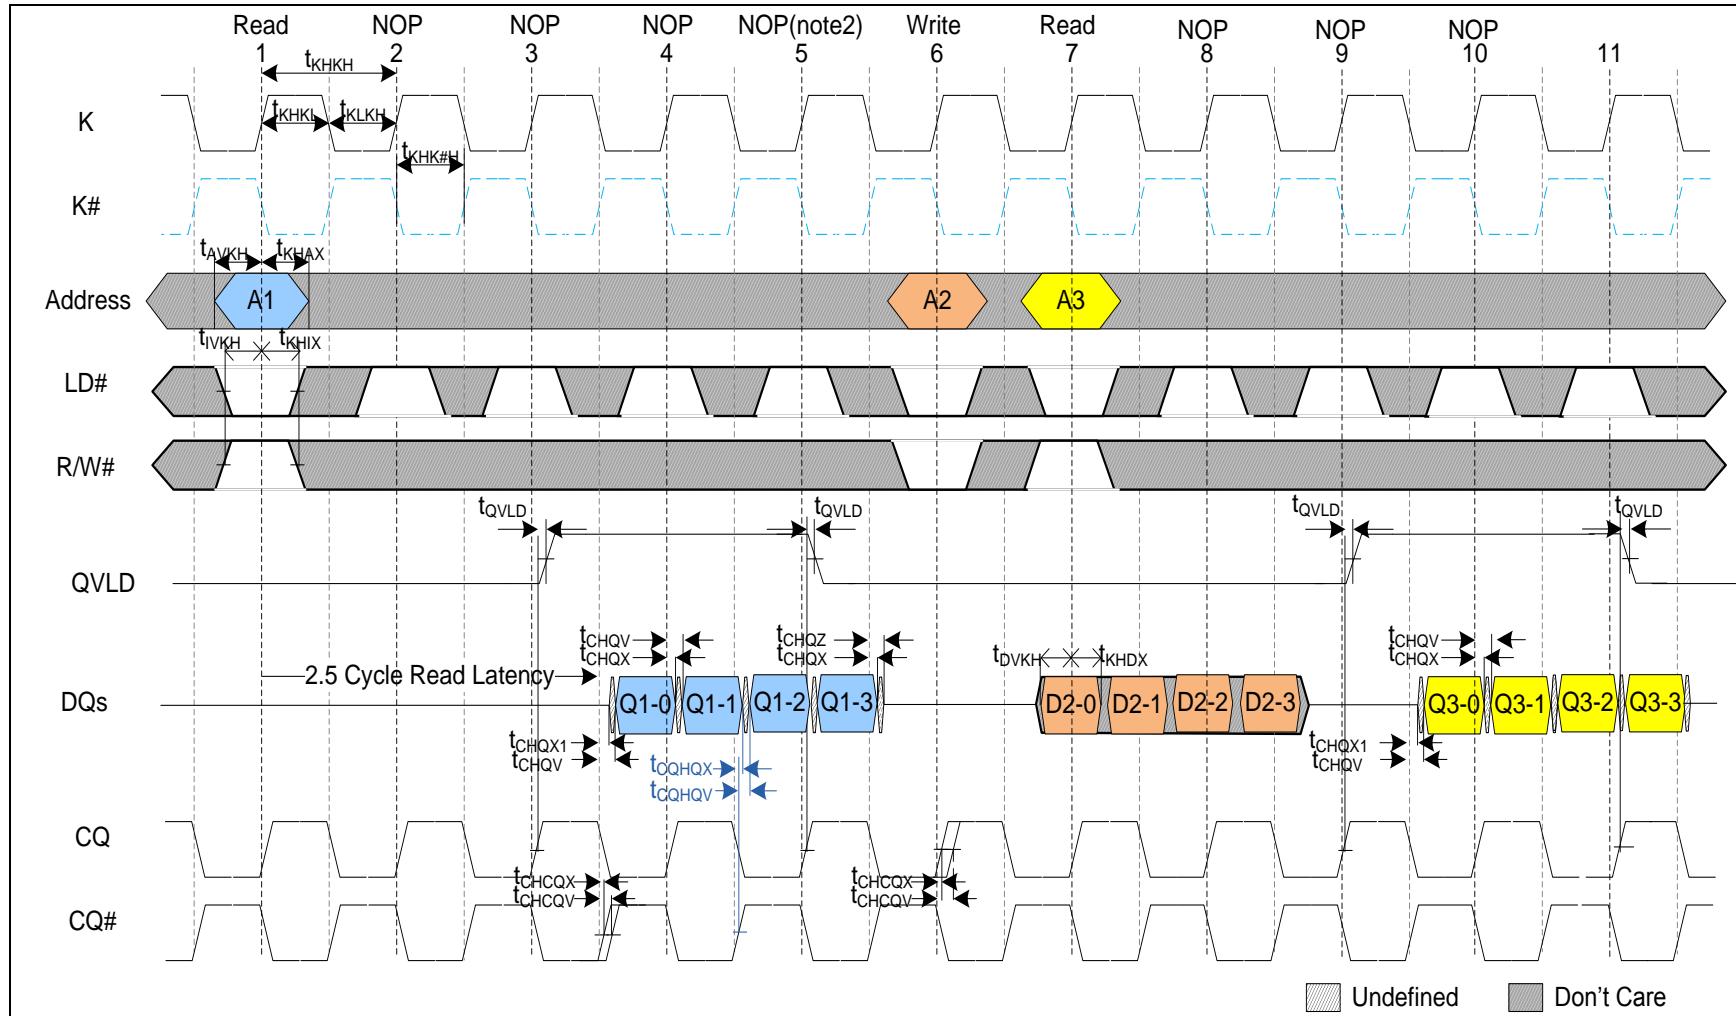 Read NOP NOP NOP NOP(note2) Write Read NOP NOP NOP
1 2 3 4 5 6 7 8 9 10 11
tKHKH
K
tKHKL tKLKH
tKHK#H
K#
tAVKH tKHAX
Address A1 A2 A3
tIVKH tKHIX
LD#
R/W#
tQVLD tQVLD tQVLD tQVLD
QVLD
tCHQV tCHQZ tCHQV
tCHQX tCHQX tDVKH tKHDX tCHQX
2.5 Cycle Read Latency
DQs Q1-0 Q1-1 Q1-2 Q1-3 D2-0 D2-1 D2-2 D2-3 Q3-0 Q3-1 Q3-2 Q3-3
tCHQX1 tCHQX1
tCHQV tCHQV
tCQHQX
tCQHQV
CQ
tCHCQX tCHCQX
tCHCQV tCHCQV
CQ#
Undefined Don't Care